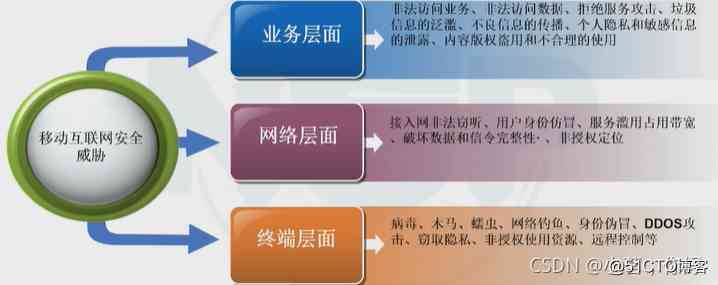 移动互联网安全
威胁
业务层面
非法访问业务、非法访问数据、拒绝服务攻击、垃圾
信息的泛滥、不良信息的传播、个人隐私和敏感信息
的泄露、内容版权盗用和不合理的使用
网络层面
接入网非法窃听、用户身份仿冒、服务滥用占用带宽
、破坏数据和信令完整性·、非授权定位
终端层面
病毒、木马、蠕虫、网络钓鱼、身份伪冒、DDOS攻
击、窃取隐私、非授权使用资源、远程控制等
CSDN
@51CTO博客